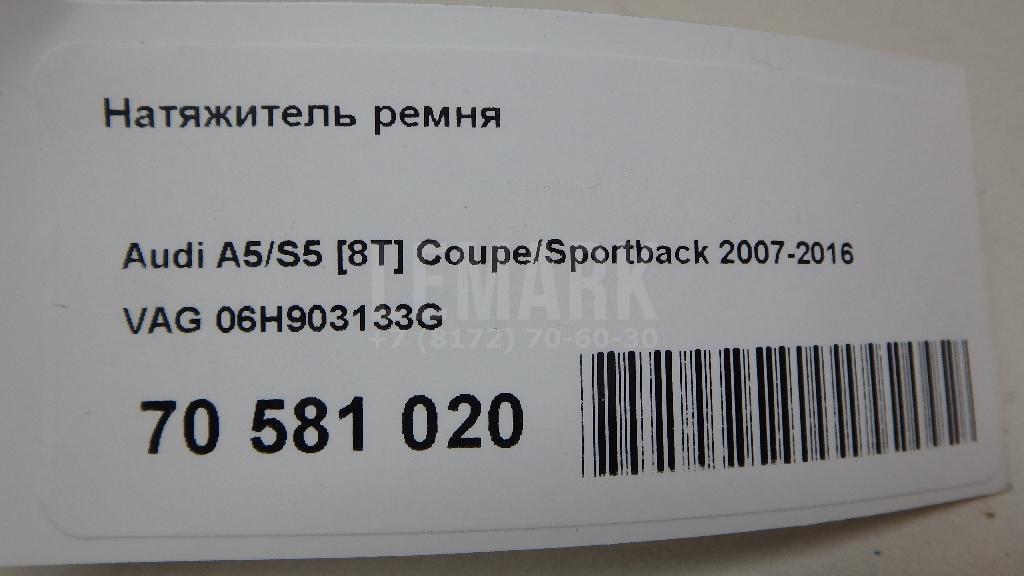 Натяжитель ремня
Audi A5/S5 [8T] Coupe/Sportback 2007-2016
LEMARK
VAG 06H903133G
+7 (8172) 70-60-30
70 581 020